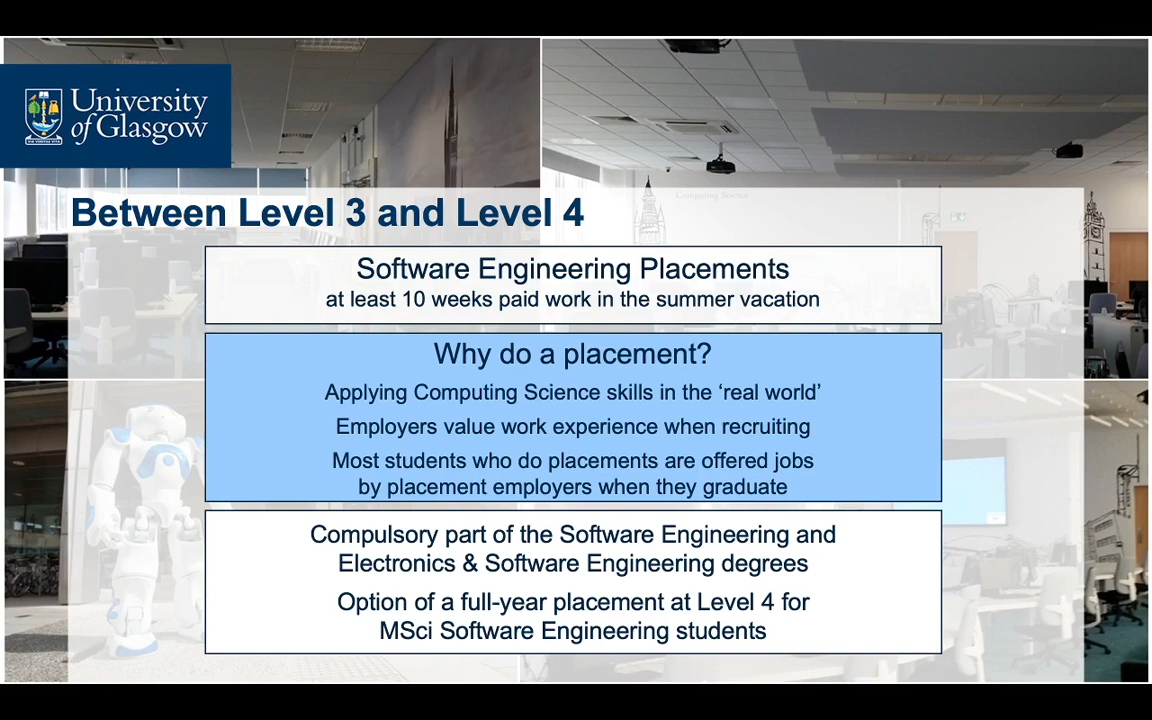 University
of Glasgow
Between Level 3 and Level 4
Computing Science
Software Engineering Placements
at least 10 weeks paid work in the summer vacation
Why do a placement?
Applying Computing Science skills in the ‘real world’
Employers value work experience when recruiting
Most students who do placements are offered jobs
by placement employers when they graduate
Compulsory part of the Software Engineering and
Electronics & Software Engineering degrees
Option of a full-year placement at Level 4 for
MSci Software Engineering students